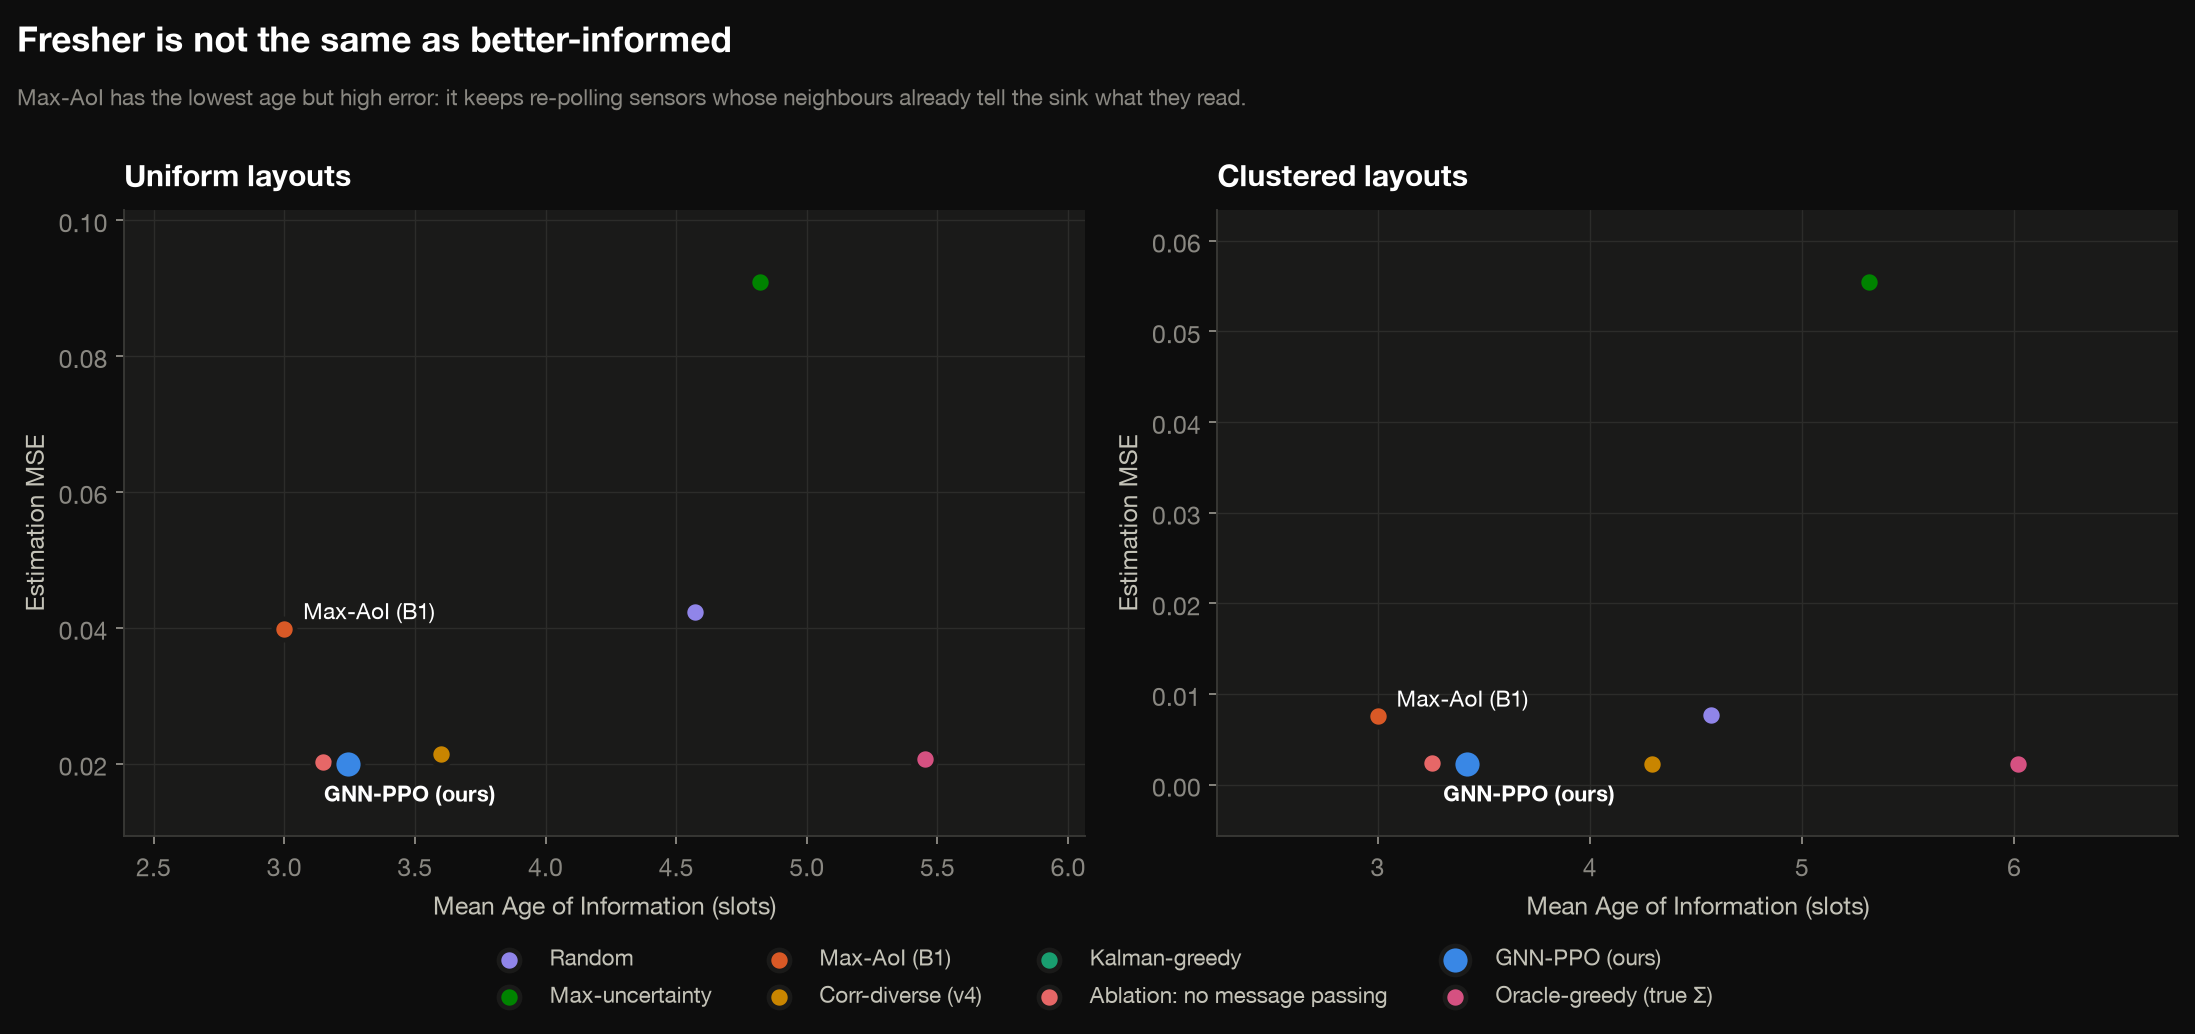 Fresher is not the same as better-informed
Max-AoI has the lowest age but high error: it keeps re-polling sensors whose neighbours already tell the sink what they read.
Uniform layouts
0.10
0.08
0.06
0.04
0.02
Estimation MSE
Max-AoI (B1)
GNN-PPO (ours)
2.5 3.0 3.5 4.0 4.5 5.0 5.5 6.0
Mean Age of Information (slots)
Clustered layouts
0.06
0.05
0.04
0.03
0.02
0.01
0.00
Estimation MSE
Max-AoI (B1)
GNN-PPO (ours)
3 4 5 6
Mean Age of Information (slots)
Random Max-AoI (B1) Kalman-greedy GNN-PPO (ours)
Max-uncertainty Corr-diverse (v4) Ablation: no message passing Oracle-greedy (true Σ)